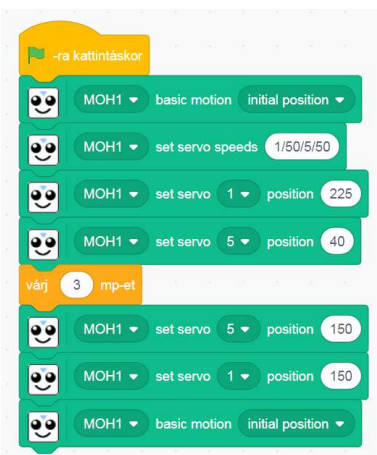 -ra kattintáskor
MOH1 basic motion initial position
MOH1 set servo speeds 1/50/5/50
MOH1 set servo 1 position 225
MOH1 set servo 5 position 40
várj 3 mp-et
MOH1 set servo 5 position 150
MOH1 set servo 1 position 150
MOH1 basic motion initial position